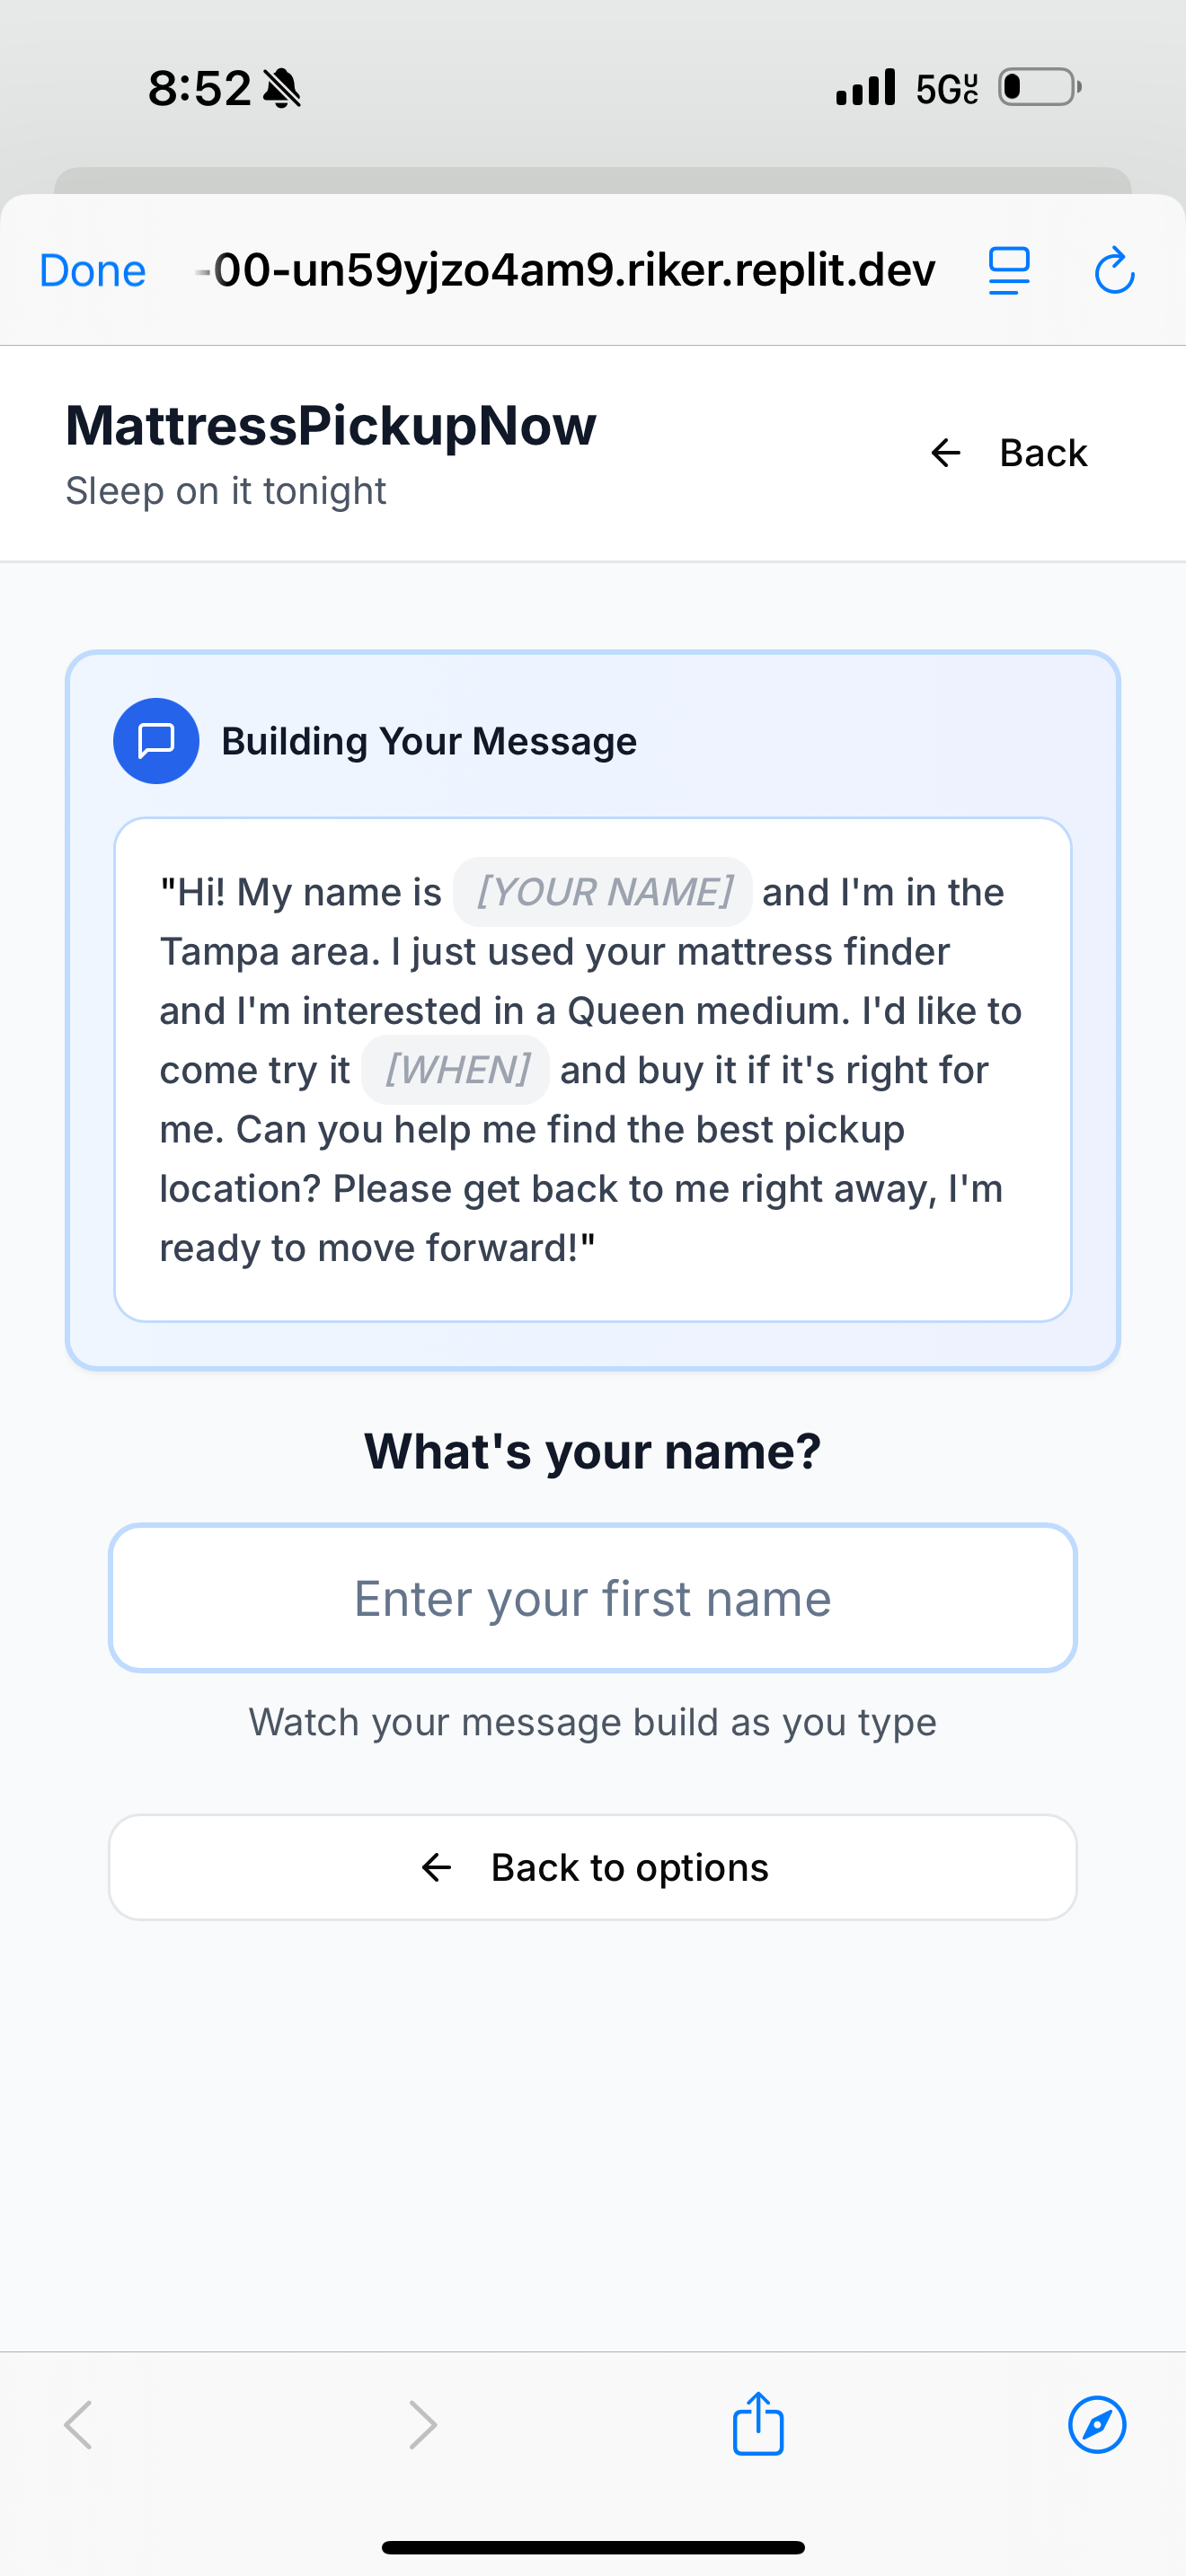 8:52
5GUC
Done
-00-un59yjzo4am9.riker.replit.dev
MattressPickupNow
Sleep on it tonight
← Back
Building Your Message
"Hi! My name is [YOUR NAME] and I'm in the
Tampa area. I just used your mattress finder
and I'm interested in a Queen medium. I'd like to
come try it [WHEN] and buy it if it's right for
me. Can you help me find the best pickup
location? Please get back to me right away, I'm
ready to move forward!"
What's your name?
Enter your first name
Watch your message build as you type
← Back to options